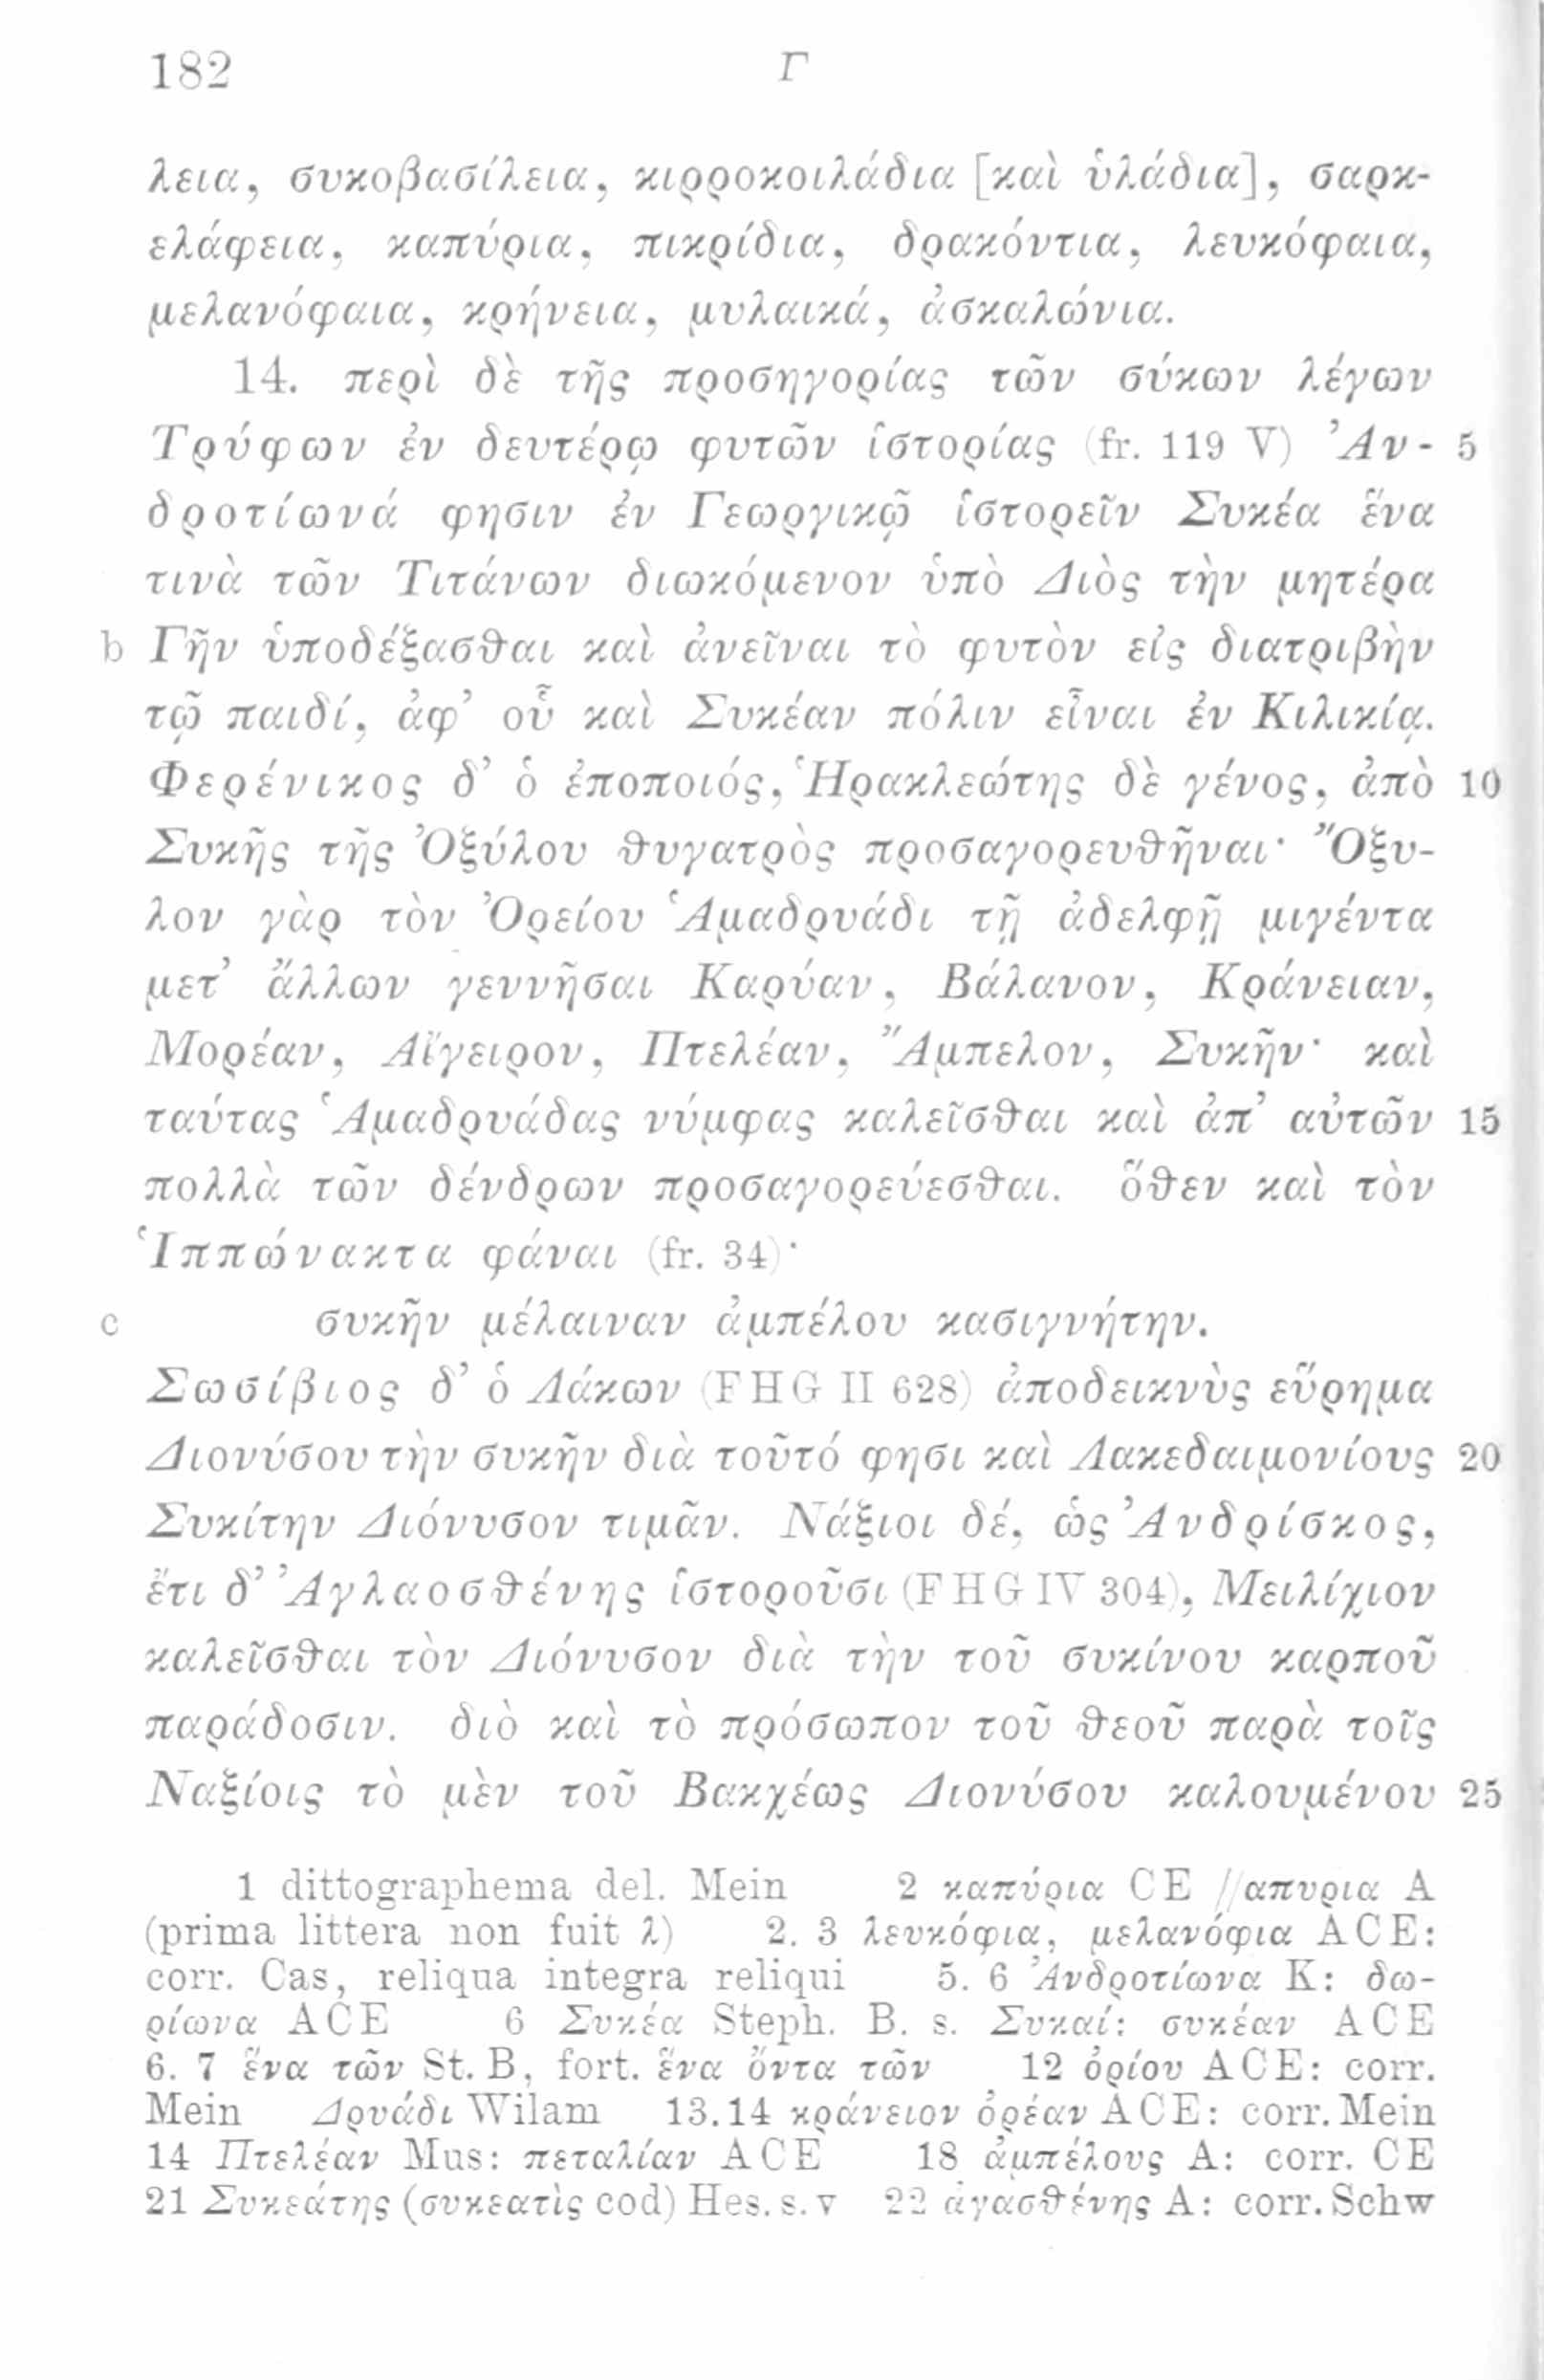 182 Γ
λεια, συκοβασίλεια, κιρροκοιλάδια [καὶ ὑλάδια], σαρκ-
ελάφεια, καπύρια, πικρίδια, δρακόντια, λευκόφαια,
μελανόφαια, κρήνεια, μυλαικά, ἀσκαλώνια.
14. περὶ δὲ τῆς προσηγορίας τῶν σύκων λέγων
Τρύφων ἐν δευτέρῳ φυτῶν ἱστορίας (fr. 119 V) Ἀν- 5
δροτίωνά φησιν ἐν Γεωργικῷ ἱστορεῖν Συκέα ἕνα
τινὰ τῶν Τιτάνων διωκόμενον ὑπὸ Διὸς τὴν μητέρα
b Γῆν ὑποδέξασθαι καὶ ἀνεῖναι τὸ φυτὸν εἰς διατριβὴν
τῷ παιδί, ἀφ’ οὗ καὶ Συκέαν πόλιν εἶναι ἐν Κιλικίᾳ.
Φερένικος δ’ ὁ ἐποποιός, Ἡρακλεώτης δὲ γένος, ἀπὸ 10
Συκῆς τῆς Ὀξύλου θυγατρὸς προσαγορευθῆναι· Ὄξυ-
λον γὰρ τὸν Ὀρείου Ἁμαδρυάδι τῇ ἀδελφῇ μιγέντα
μετ’ ἄλλων γεννῆσαι Καρύαν, Βάλανον, Κράνειαν,
Μορέαν, Αἴγειρον, Πτελέαν, Ἄμπελον, Συκῆν· καὶ
ταύτας Ἁμαδρυάδας νύμφας καλεῖσθαι καὶ ἀπ’ αὐτῶν 15
πολλὰ τῶν δένδρων προσαγορεύεσθαι. ὅθεν καὶ τὸν
Ἱππώνακτα φάναι (fr. 34)·
c συκῆν μέλαιναν ἀμπέλου κασιγνήτην.
Σωσίβιος δ’ ὁ Λάκων (FHG II 628) ἀποδεικνὺς εὕρημα
Διονύσου τὴν συκῆν διὰ τοῦτό φησι καὶ Λακεδαιμονίους 20
Συκίτην Διόνυσον τιμᾶν. Νάξιοι δέ, ὡς Ἀνδρίσκος,
ἔτι δ’ Ἀγλαοσθένης ἱστοροῦσι (FHG IV 304), Μειλίχιον
καλεῖσθαι τὸν Διόνυσον διὰ τὴν τοῦ συκίνου καρποῦ
παράδοσιν. διὸ καὶ τὸ πρόσωπον τοῦ θεοῦ παρὰ τοῖς
Ναξίοις τὸ μὲν τοῦ Βακχέως Διονύσου καλουμένου 25
1 dittographema del. Mein 2 καπύρια CE //απυρια A
(prima littera non fuit λ) 2. 3 λευκόφια, μελανόφια ACE:
corr. Cas, reliqua integra reliqui 5. 6 Ἀνδροτίωνα K: δω-
ρίωνα ACE 6 Συκέα Steph. B. s. Συκαί: συκέαν ACE
6. 7 ἕνα τῶν St. B, fort. ἕνα ὄντα τῶν 12 ὀρίου ACE: corr.
Mein Δρυάδι Wilam 13.14 κράνειον ὀρέαν ACE: corr. Mein
14 Πτελέαν Mus: πεταλίαν ACE 18 ἀμπέλους A: corr. CE
21 Συκεάτης (συκεατὶς cod) Hes. s. v 22 ἀγασθένης A: corr. Schw